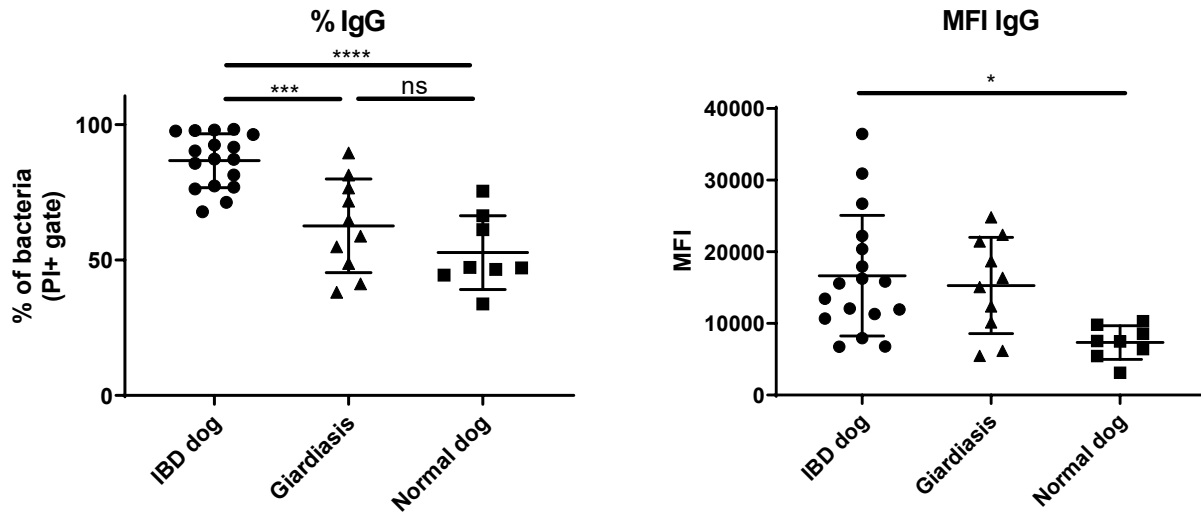 % IgG
****
***
ns
% of bacteria
(PI+ gate)
100
50
0
IBD dog
Giardiasis
Normal dog
MFI IgG
*
MFI
40000
30000
20000
10000
0
IBD dog
Giardiasis
Normal dog